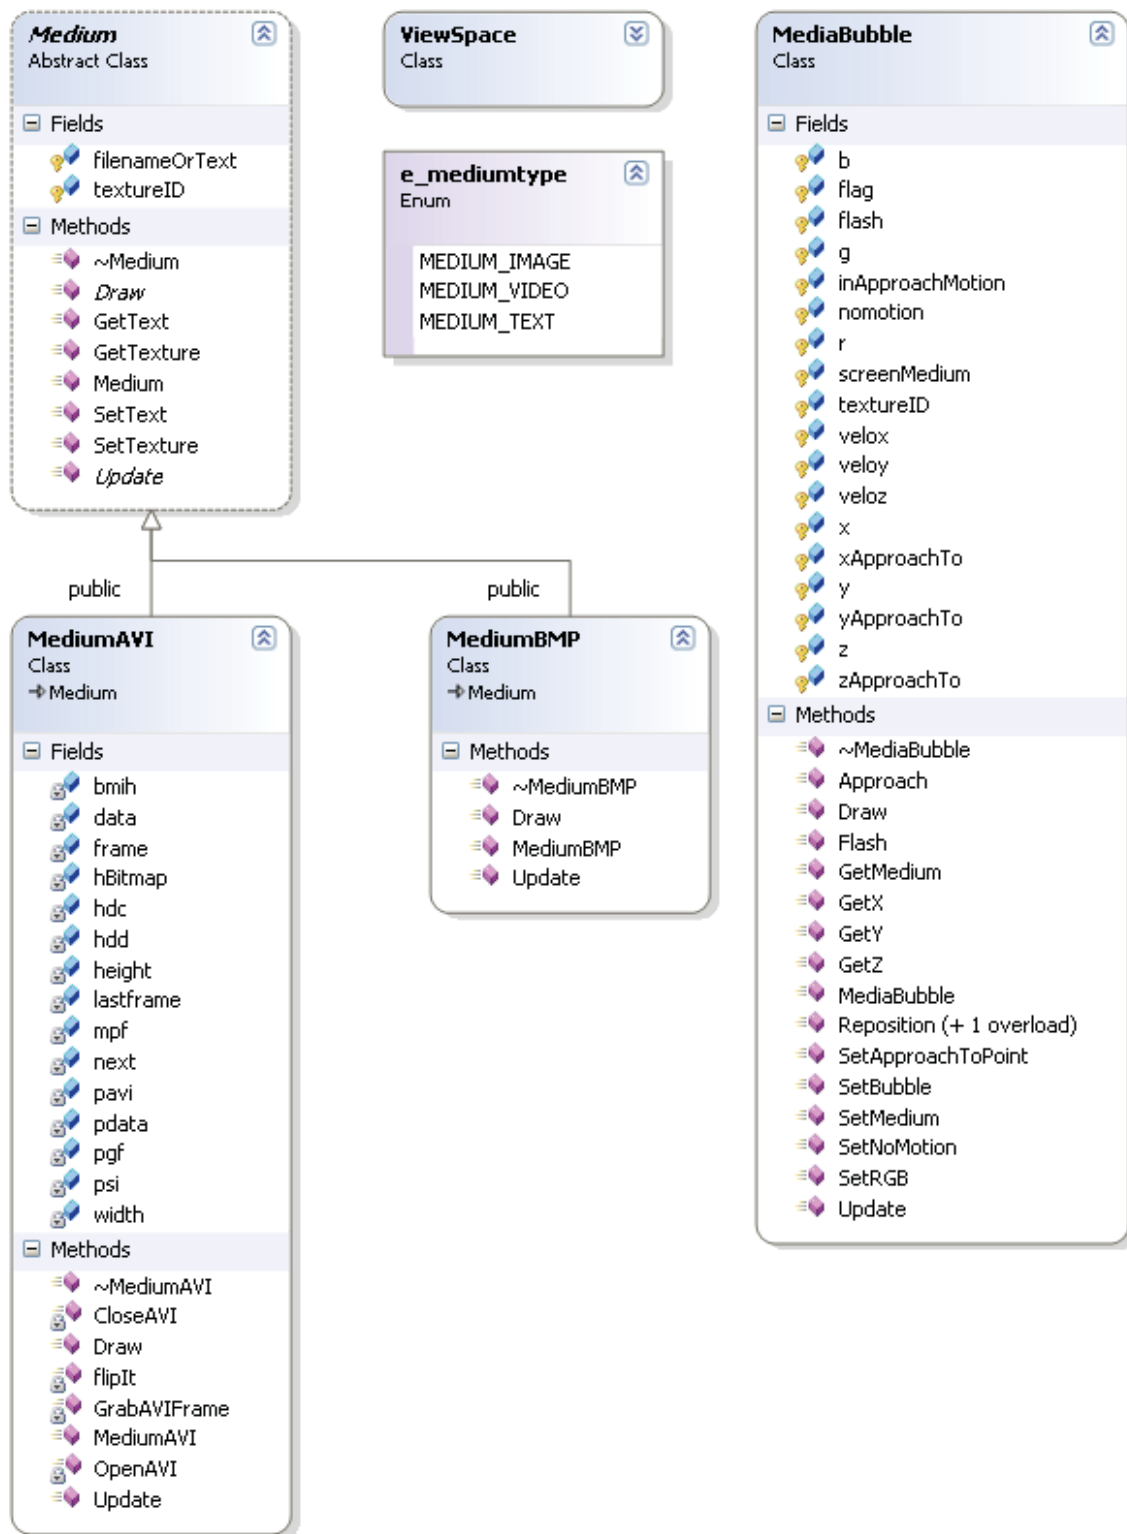 Medium
Abstract Class
Fields
filenameOrText
textureID
Methods
~Medium
Draw
GetText
GetTexture
Medium
SetText
SetTexture
Update
ViewSpace
Class
e_mediumtype
Enum
MEDIUM_IMAGE
MEDIUM_VIDEO
MEDIUM_TEXT
public
public
MediumAVI
Class
Medium
Fields
bmih
data
frame
hBitmap
hdc
hdd
height
lastframe
mpf
next
pavi
pdata
pgf
psi
width
Methods
~MediumAVI
CloseAVI
Draw
flipIt
GrabAVIFrame
MediumAVI
OpenAVI
Update
MediumBMP
Class
Medium
Methods
~MediumBMP
Draw
MediumBMP
Update
MediaBubble
Class
Fields
b
flag
flash
g
inApproachMotion
nomotion
r
screenMedium
textureID
velox
veloy
veloz
x
xApproachTo
y
yApproachTo
z
zApproachTo
Methods
~MediaBubble
Approach
Draw
Flash
GetMedium
GetX
GetY
GetZ
MediaBubble
Reposition (+ 1 overload)
SetApproachToPoint
SetBubble
SetMedium
SetNoMotion
SetRGB
Update